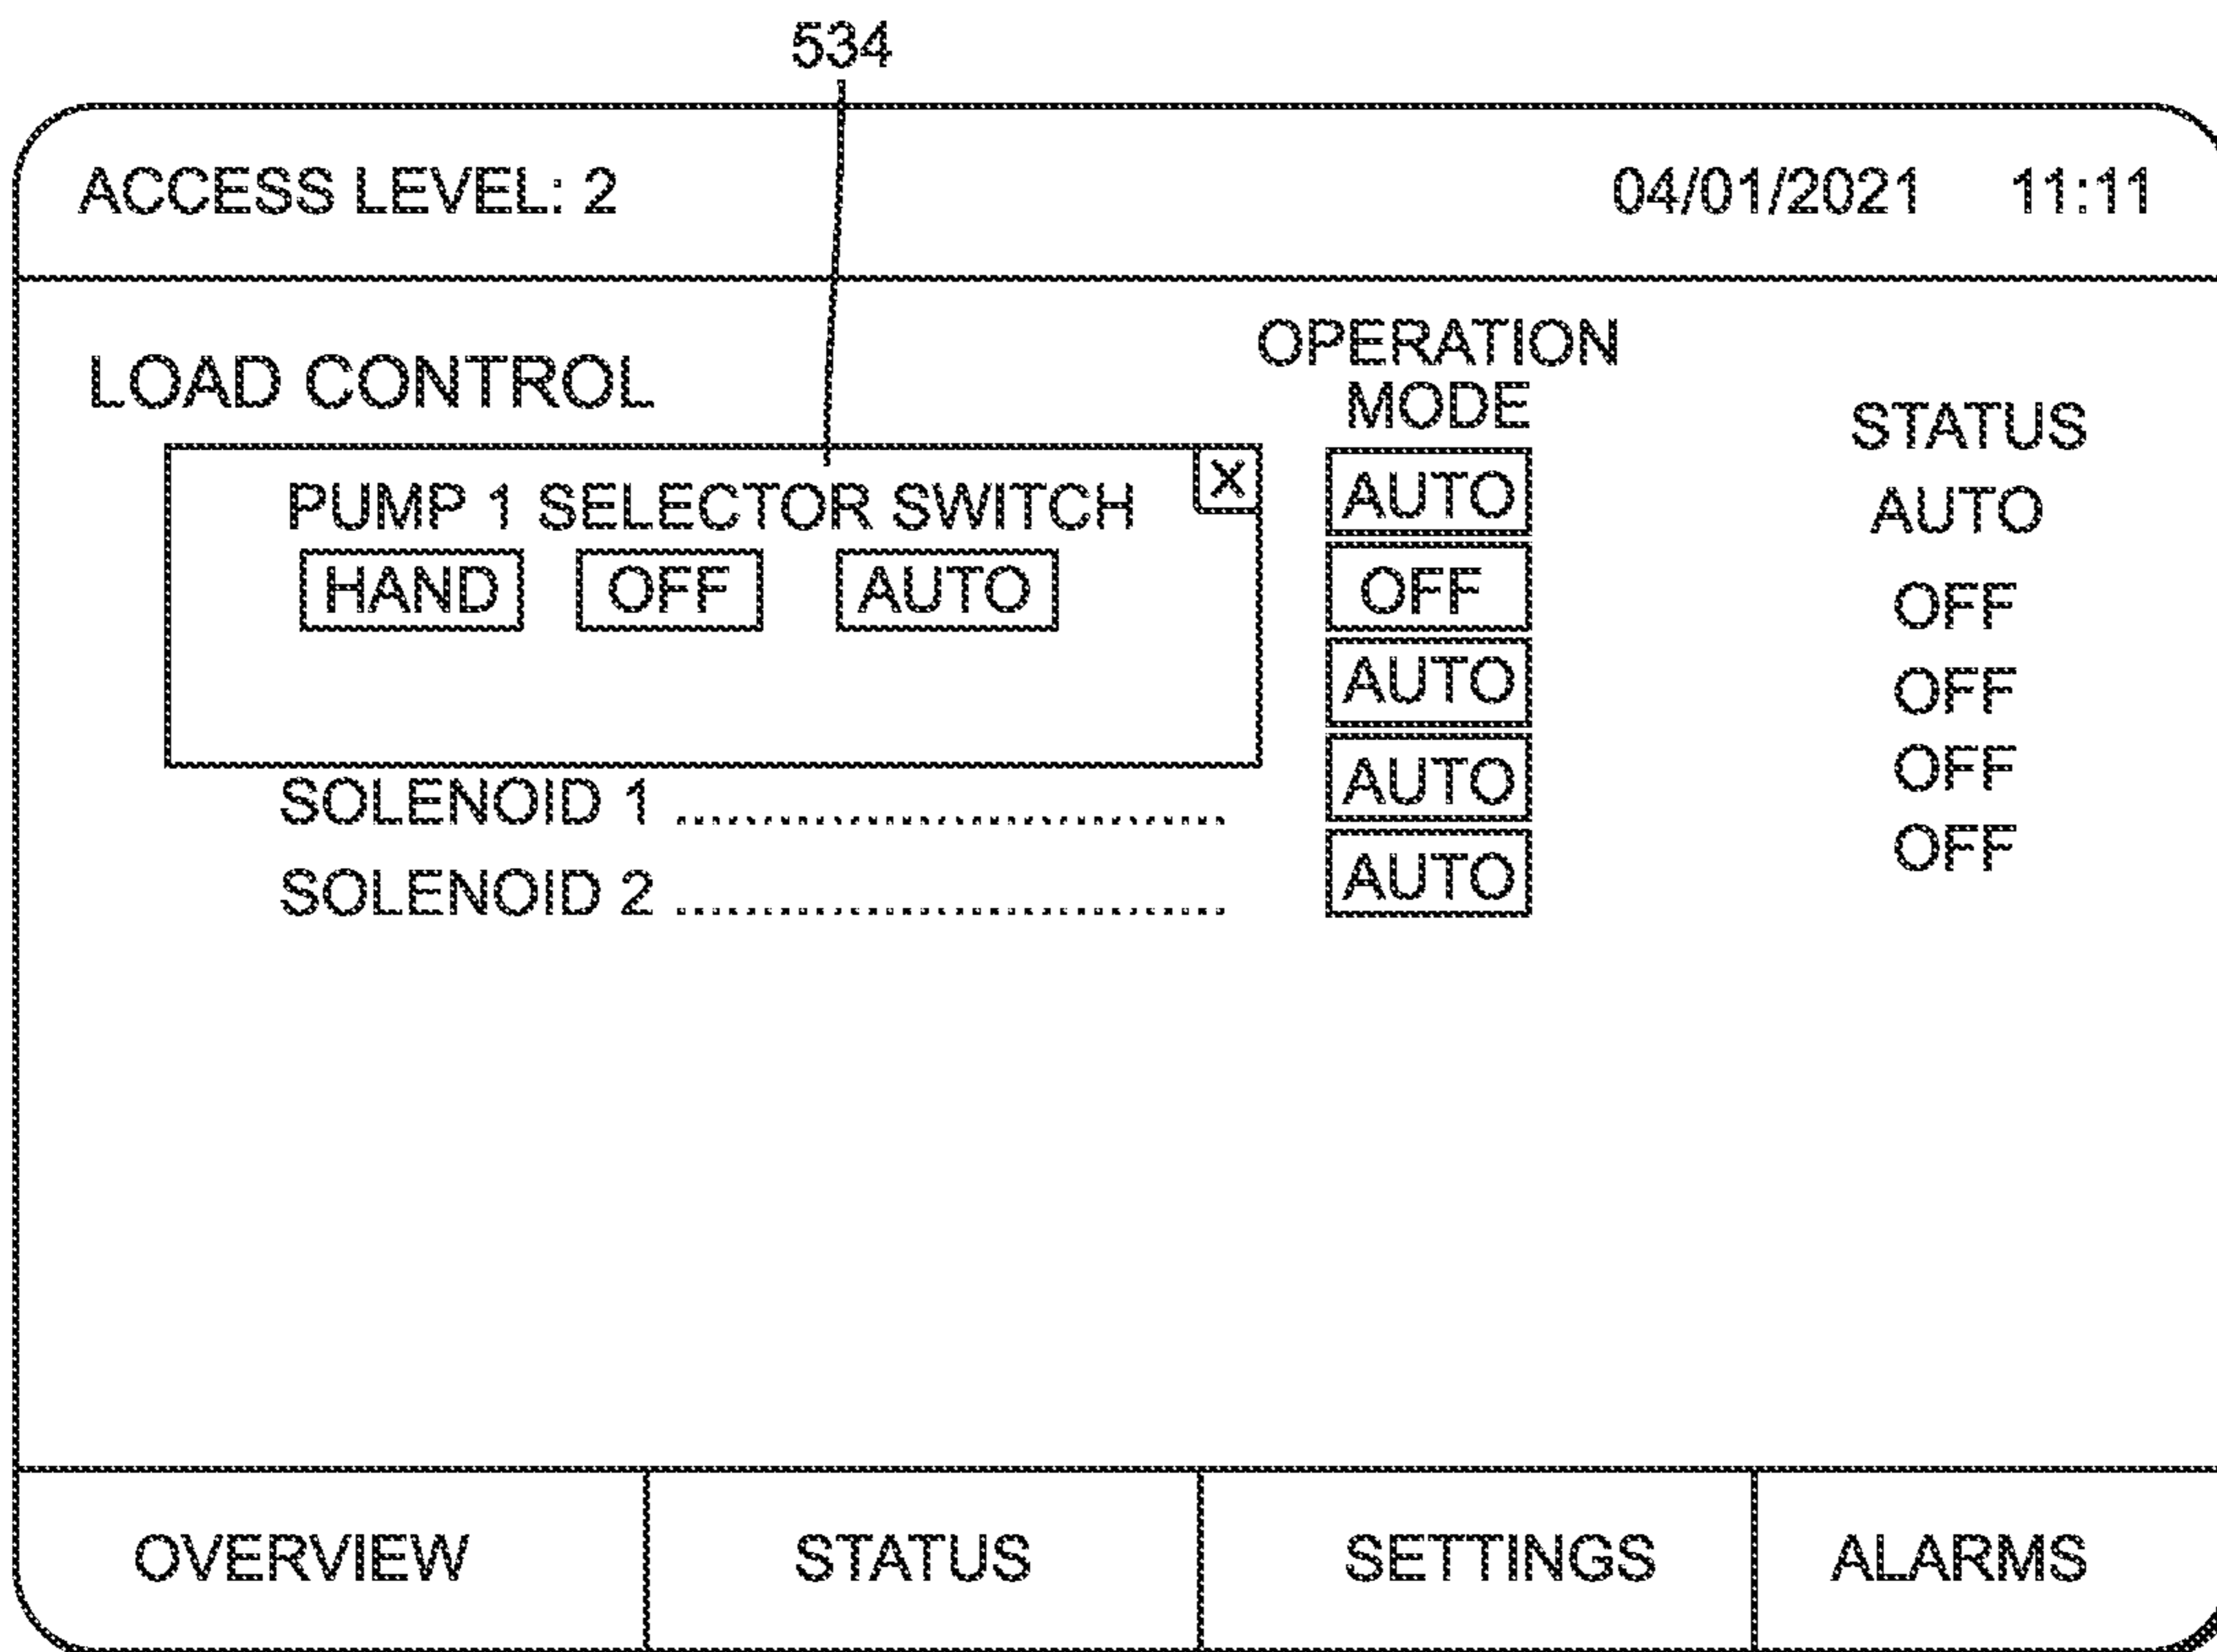 534
ACCESS LEVEL: 2 04/01/2021 11:11
LOAD CONTROL
OPERATION
MODE
STATUS
PUMP 1 SELECTOR SWITCH X AUTO AUTO
HAND OFF AUTO OFF OFF
AUTO OFF
SOLENOID 1 ................................ AUTO OFF
SOLENOID 2 ................................ AUTO OFF
OVERVIEW STATUS SETTINGS ALARMS